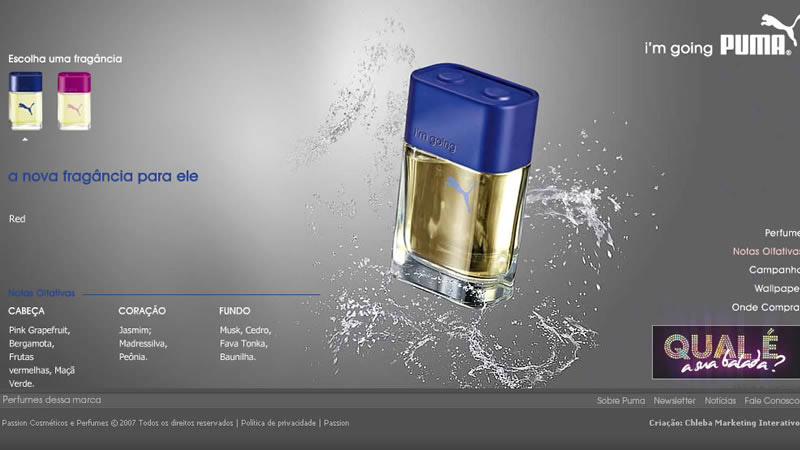 i'm going PUMA®
Escolha uma fragância
i'm going
a nova fragância para ele
Red
Perfume
Notas Olfativas
Campanha
Wallpape
Onde Compra
Notas Olfativas
CABEÇA
Pink Grapefruit,
Bergamota,
Frutas
vermelhas, Maçã
Verde.
CORAÇÃO
Jasmim;
Madressilva,
Peônia.
FUNDO
Musk, Cedro,
Fava Tonka,
Baunilha.
QUAL É
a sua balada?
Perfumes dessa marca
Sobre Puma Newsletter Notícias Fale Conosco
Passion Cosméticos e Perfumes © 2007 Todos os direitos reservados | Política de privacidade | Passion
Criação: Chleba Marketing Interativo